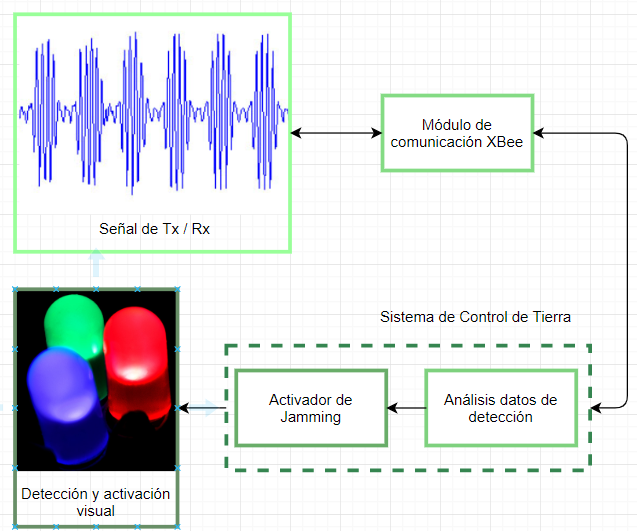 Señal de Tx / Rx
Módulo de
comunicación XBee
Sistema de Control de Tierra
Activador de
Jamming
Análisis datos de
detección
Detección y activación
visual